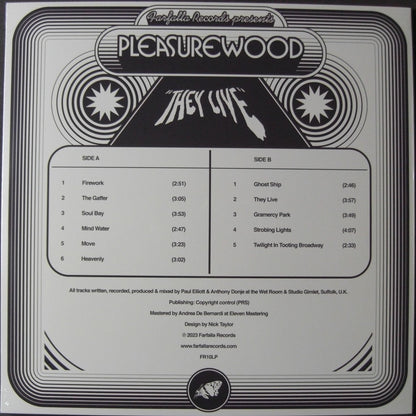 Farfalla Records presents
PLEASUREWOOD
"THEY LIVE"
SIDE A
1 Firework (2:51)
2 The Gaffer (3:05)
3 Soul Bay (3:53)
4 Mind Water (2:47)
5 Move (3:23)
6 Heavenly (3:02)
SIDE B
1 Ghost Ship (2:46)
2 They Live (3:57)
3 Gramercy Park (3:49)
4 Strobing Lights (4:07)
5 Twilight In Tooting Broadway (2:33)
All tracks written, recorded, produced & mixed by Paul Elliott & Anthony Donje at the Wet Room & Studio Gimlet, Suffolk, U.K.
Publishing: Copyright control (PRS)
Mastered by Andrea De Bernardi at Eleven Mastering
Design by Nick Taylor
© 2023 Farfalla Records
www.farfallarecords.com
FR10LP